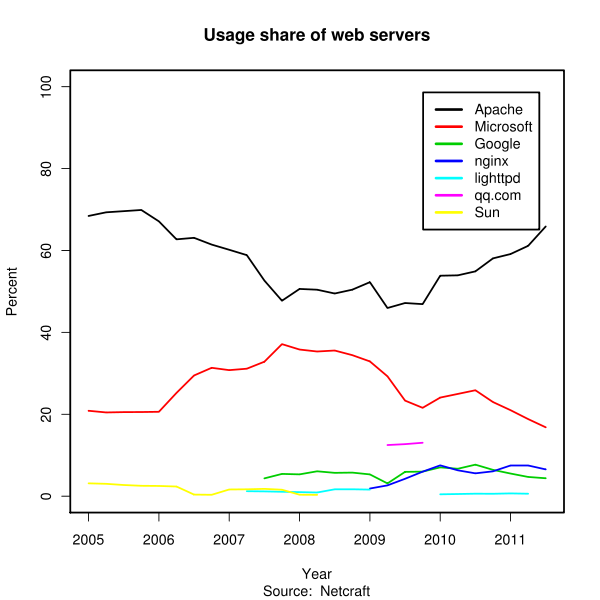 Usage share of web servers
100
80
60
40
20
0
Percent
Apache
Microsoft
Google
nginx
lighttpd
qq.com
Sun
2005 2006 2007 2008 2009 2010 2011
Year
Source: Netcraft